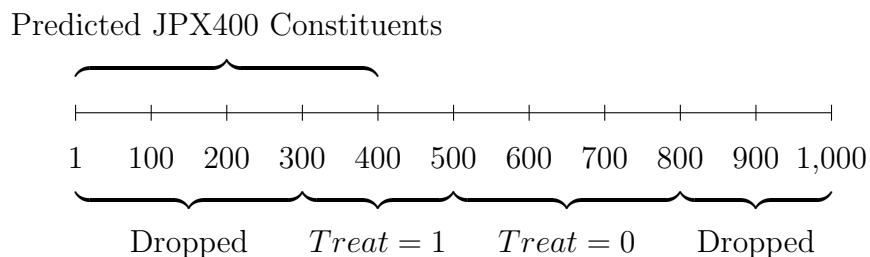 Predicted JPX400 Constituents
1 100 200 300 400 500 600 700 800 900 1,000
Dropped Treat = 1 Treat = 0 Dropped